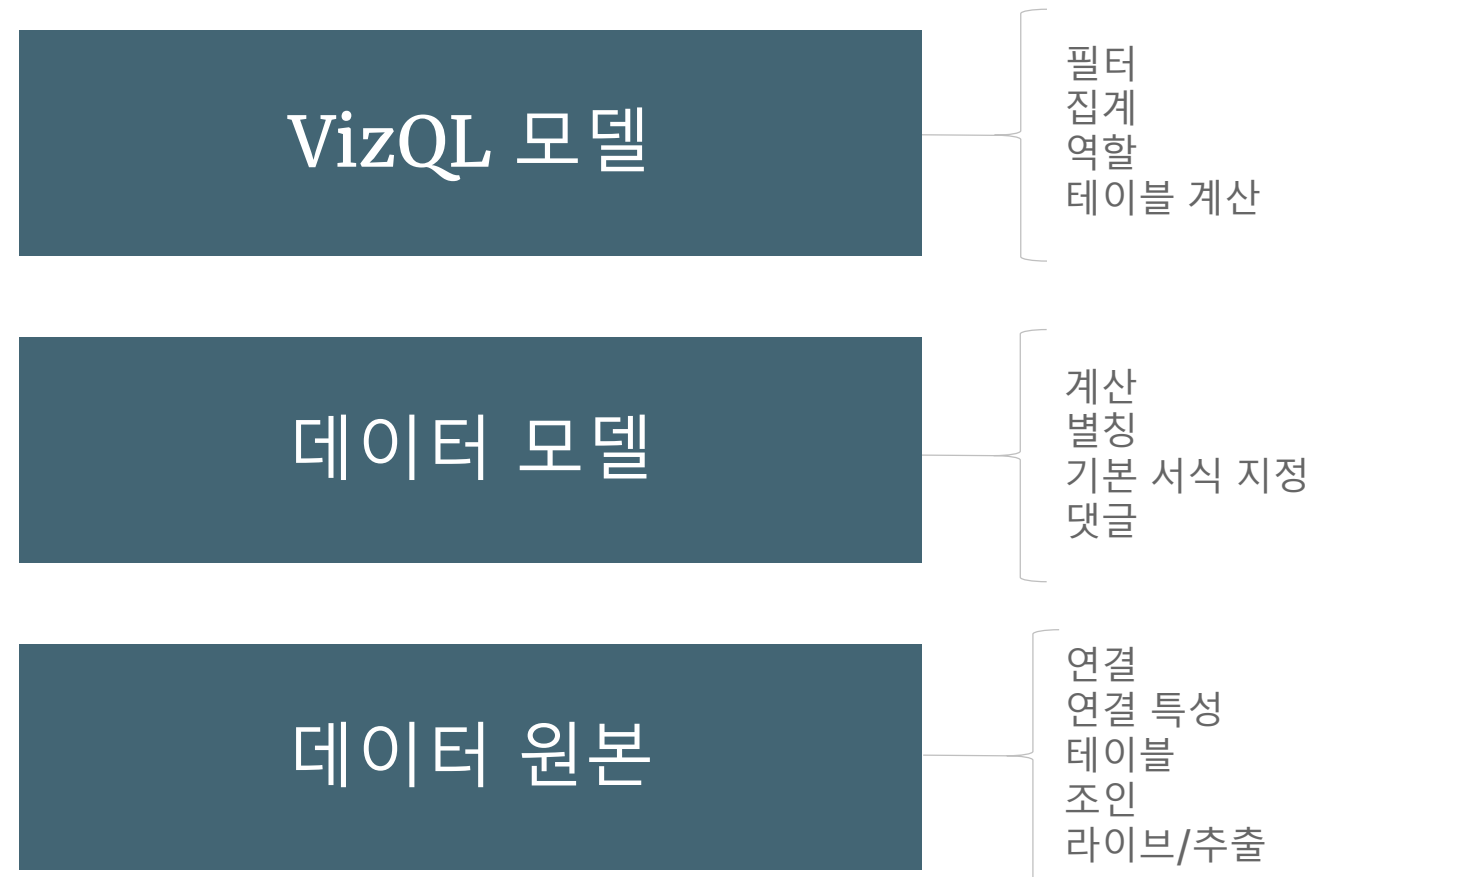 VizQL 모델
필터
집계
역할
테이블 계산
데이터 모델
계산
별칭
기본 서식 지정
댓글
데이터 원본
연결
연결 특성
테이블
조인
라이브/추출